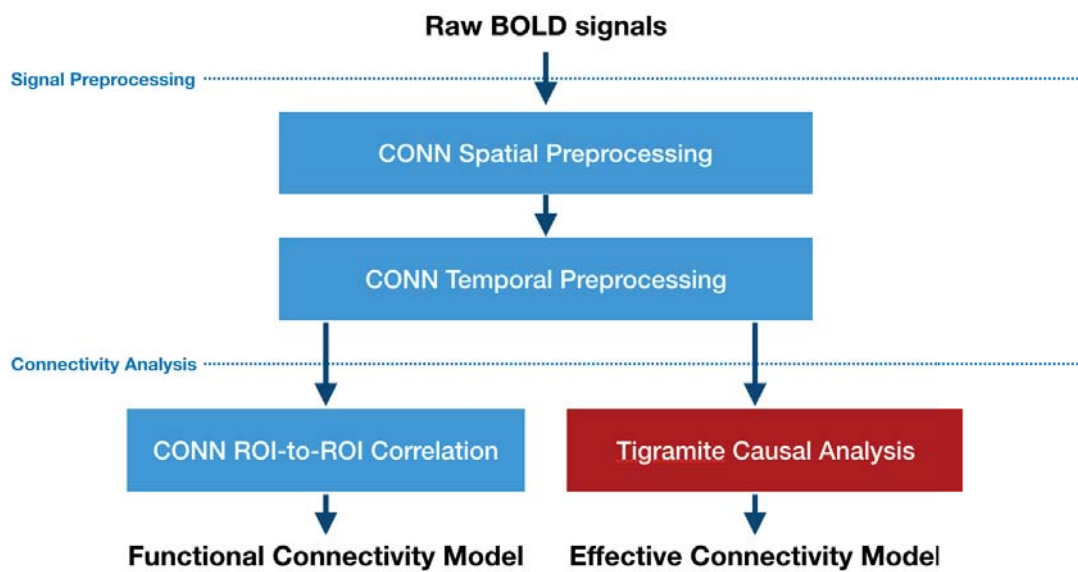 Raw BOLD signals
Signal Preprocessing
CONN Spatial Preprocessing
CONN Temporal Preprocessing
Connectivity Analysis
CONN ROI-to-ROI Correlation
Tigramite Causal Analysis
Functional Connectivity Model
Effective Connectivity Model